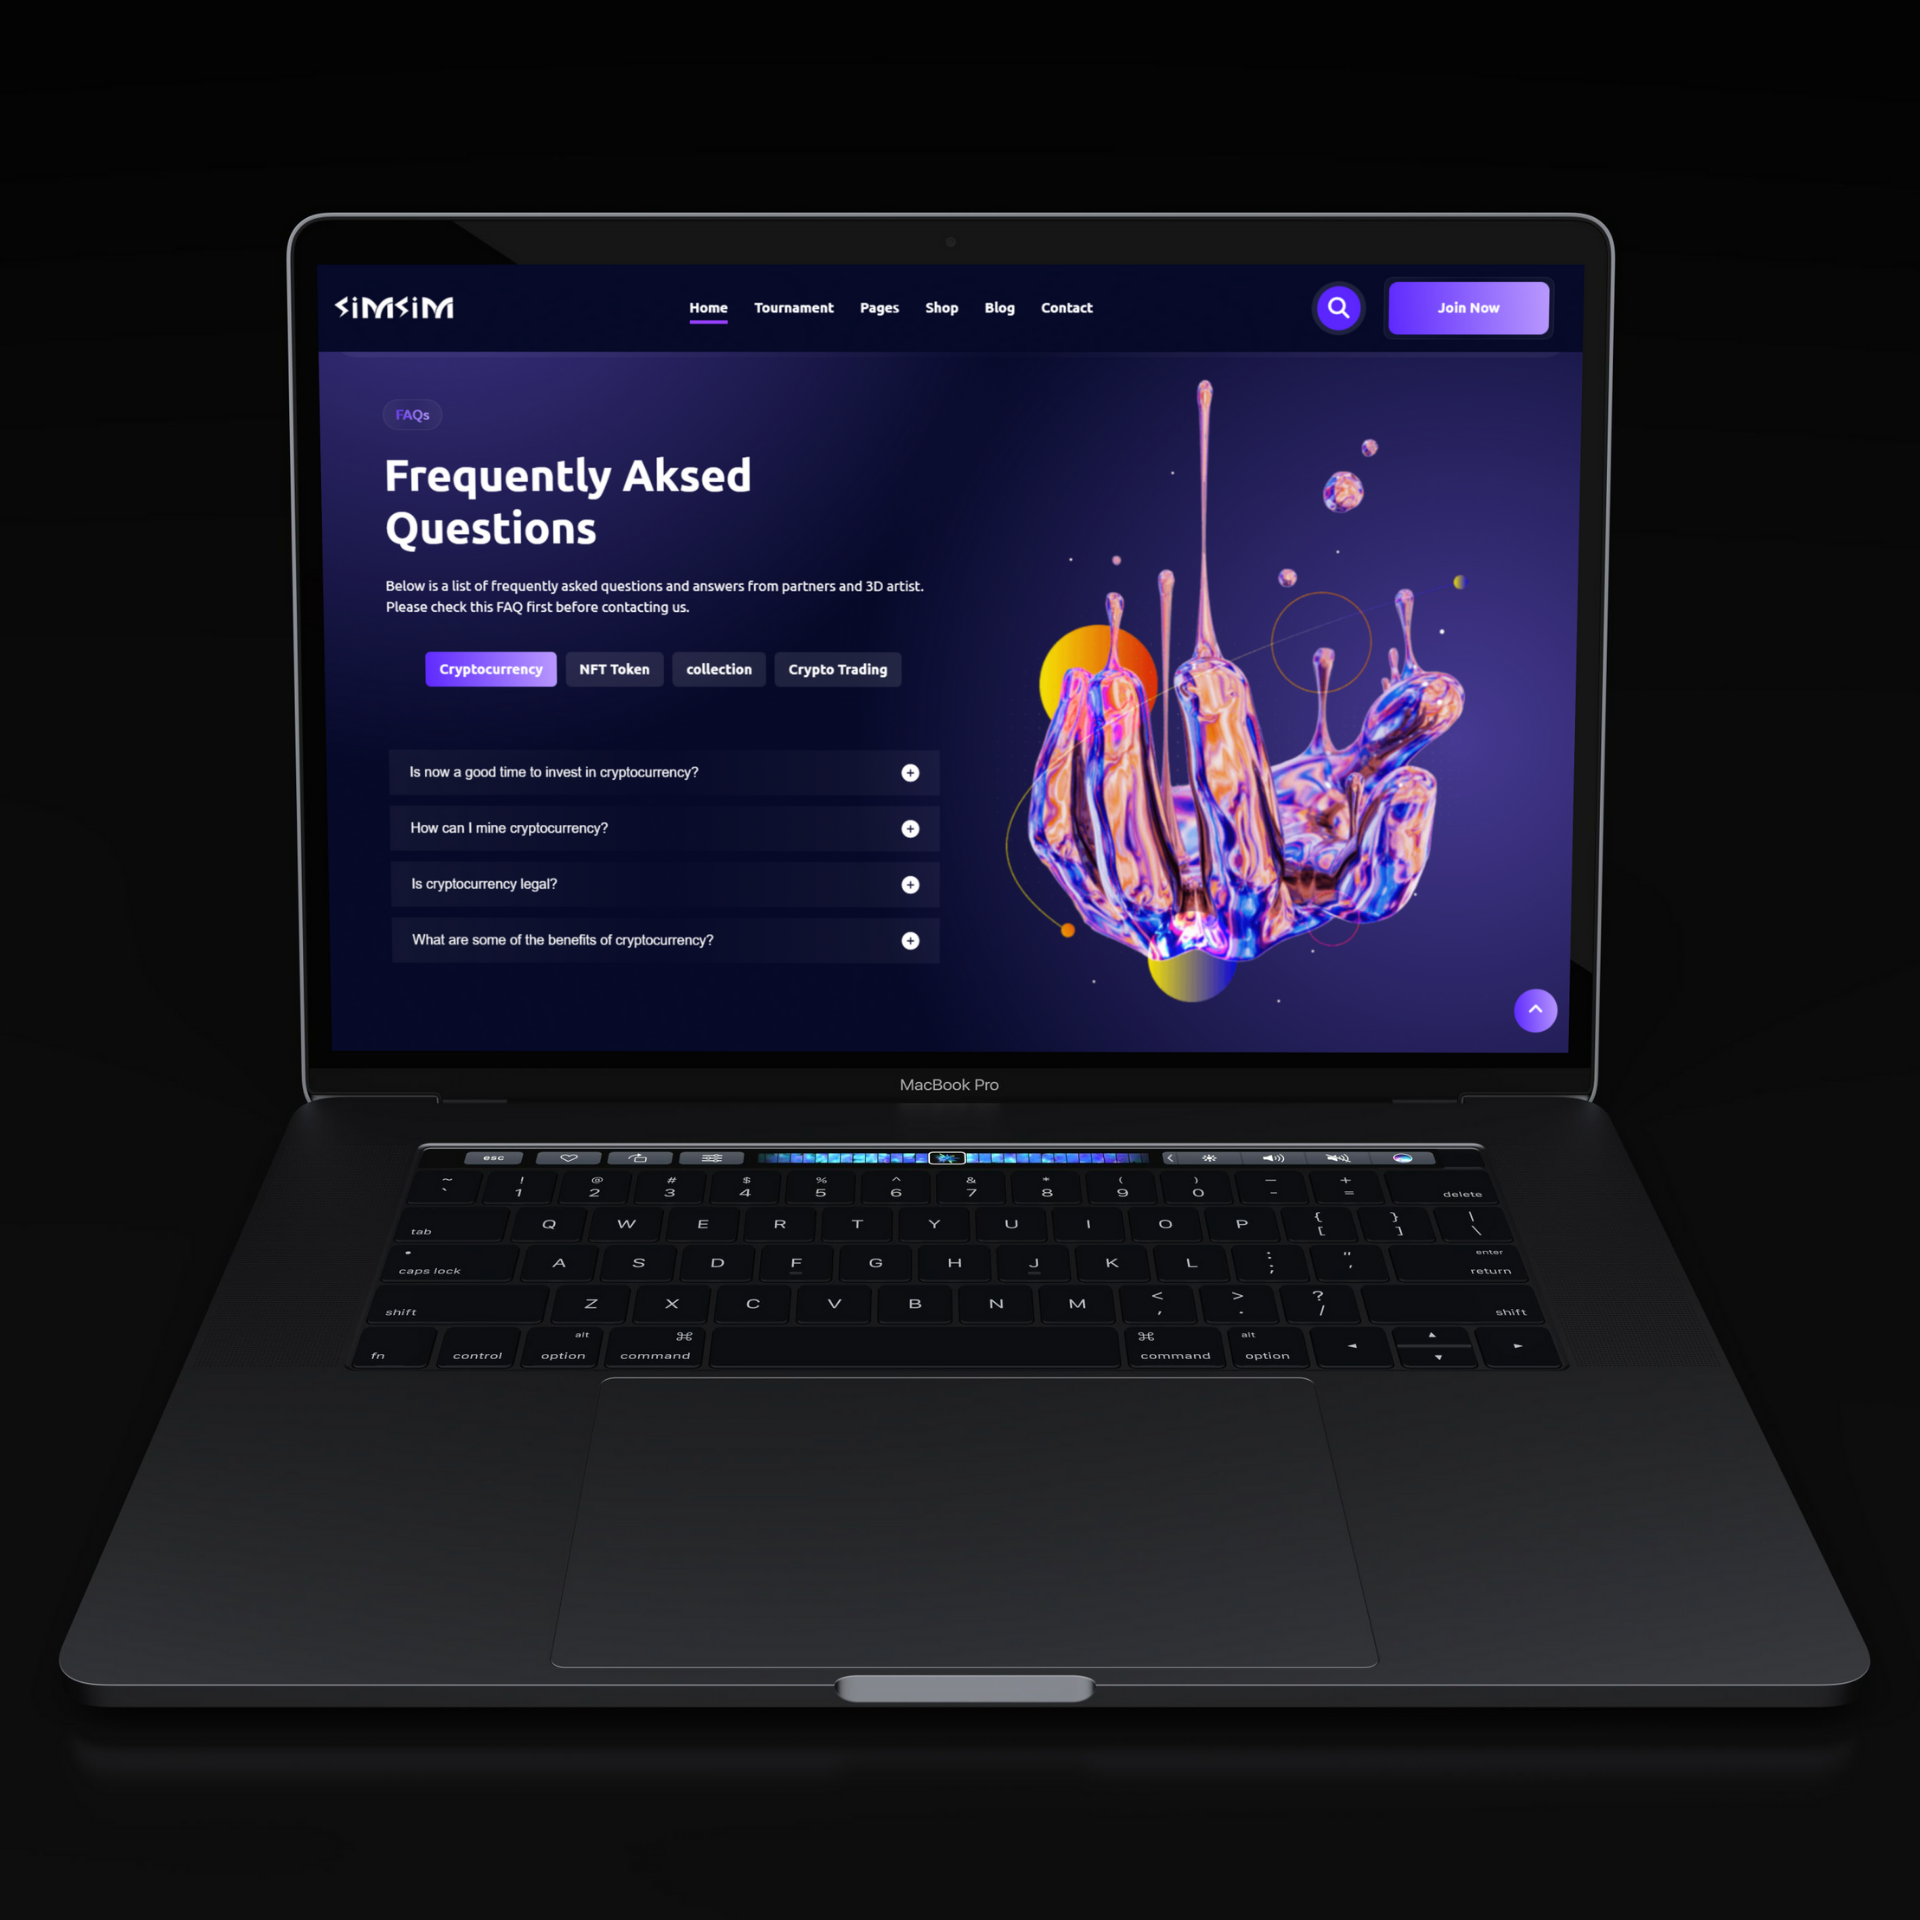 SiMSiM
Home Tournament Pages Shop Blog Contact
Join Now
FAQs
Frequently Aksed
Questions
Below is a list of frequently asked questions and answers from partners and 3D artist.
Please check this FAQ first before contacting us.
Cryptocurrency NFT Token collection Crypto Trading
Is now a good time to invest in cryptocurrency?
How can I mine cryptocurrency?
Is cryptocurrency legal?
What are some of the benefits of cryptocurrency?
MacBook Pro
esc
~ ! @ # $ % ^ & * ( ) — +
` 1 2 3 4 5 6 7 8 9 0 - = delete
tab Q W E R T Y U I O P { [ } ] | \
caps lock A S D F G H J K L : ; " ' enter return
shift Z X C V B N M < , > . ? / shift
alt ⌘ ⌘ alt
fn control option command command option